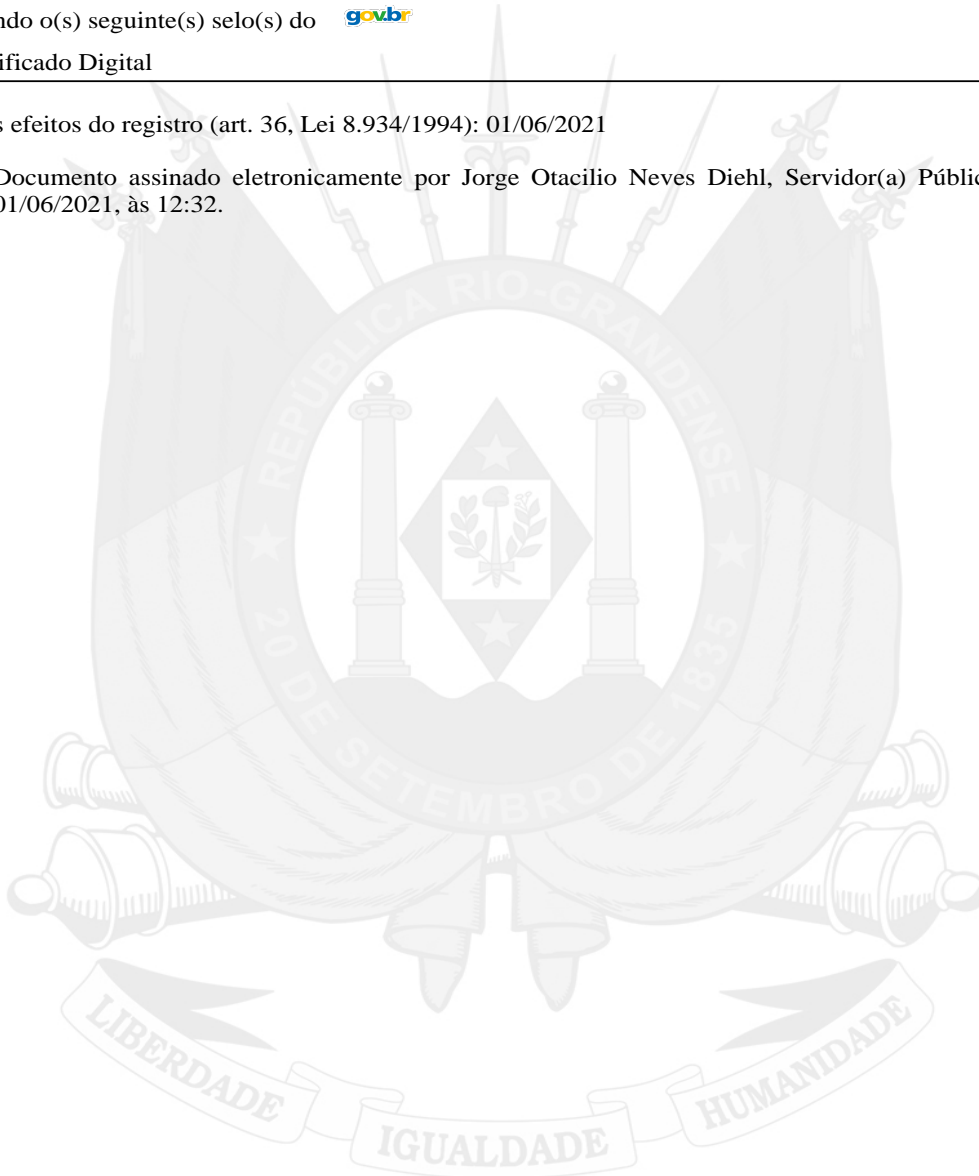 ndo o(s) seguinte(s) selo(s) do gov.br
ificado Digital
s efeitos do registro (art. 36, Lei 8.934/1994): 01/06/2021
Documento assinado eletronicamente por Jorge Otacilio Neves Diehl, Servidor(a) Públic
01/06/2021, às 12:32.
REPÚBLICA RIO-GRANDENSE
20 DE SETEMBRO DE 1835
LIBERDADE
IGUALDADE
HUMANIDADE